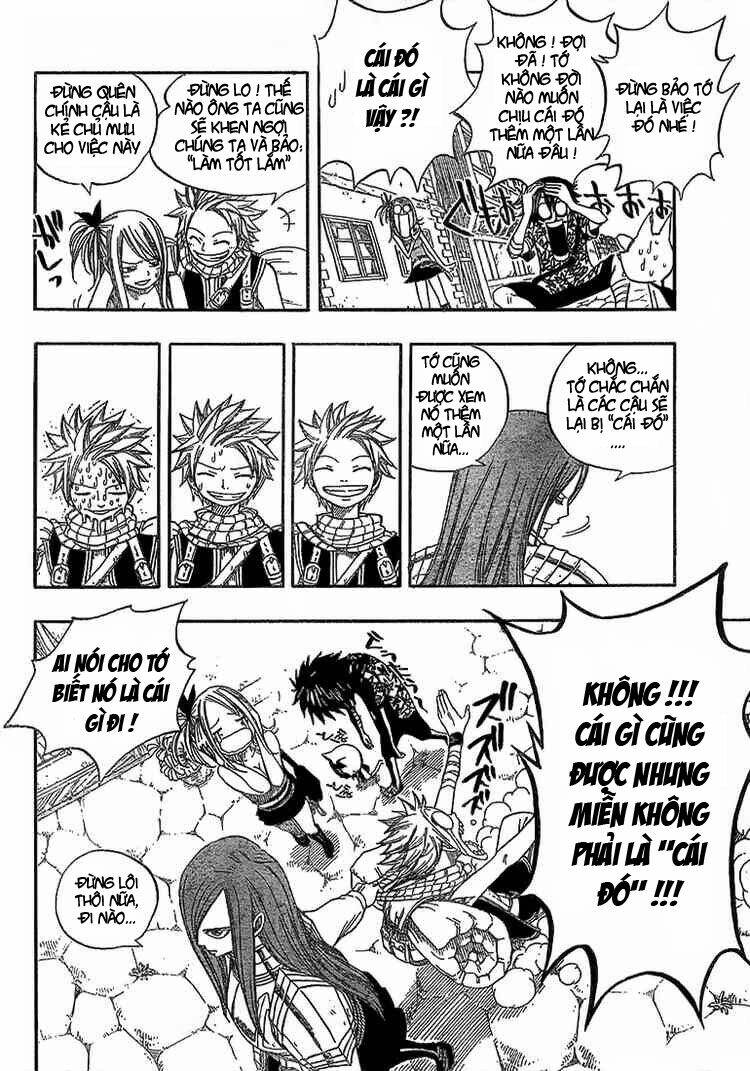 ĐỪNG BẢO TỚ
LẠI LÀ VIỆC
ĐÓ NHÉ !
KHÔNG ! ĐỢI
ĐÃ ! TỚ
KHÔNG ĐỜI
NÀO MUỐN
CHỊU CÁI ĐÓ
THÊM MỘT LẦN
NỮA ĐÂU !
CÁI ĐÓ
LÀ CÁI GÌ
VẬY ?!
ĐỪNG LO ! THẾ
NÀO ÔNG TA CŨNG
SẼ KHEN NGỢI
CHÚNG TA VÀ BẢO:
"LÀM TỐT LẮM"
ĐỪNG QUÊN
CHÍNH CẬU LÀ
KẺ CHỦ MƯU
CHO VIỆC NÀY
KHÔNG...
TỚ CHẮC CHẮN
LÀ CÁC CẬU SẼ
LẠI BỊ "CÁI ĐÓ"
....
TỚ CŨNG
MUỐN
ĐƯỢC XEM
NÓ THÊM
MỘT LẦN
NỮA...
KHÔNG !!!
CÁI GÌ CŨNG
ĐƯỢC NHƯNG
MIỄN KHÔNG
PHẢI LÀ "CÁI
ĐÓ" !!!
AI NÓI CHO TỚ
BIẾT NÓ LÀ CÁI
GÌ ĐI !
ĐỪNG LÔI
THÔI NỮA,
ĐI NÀO...